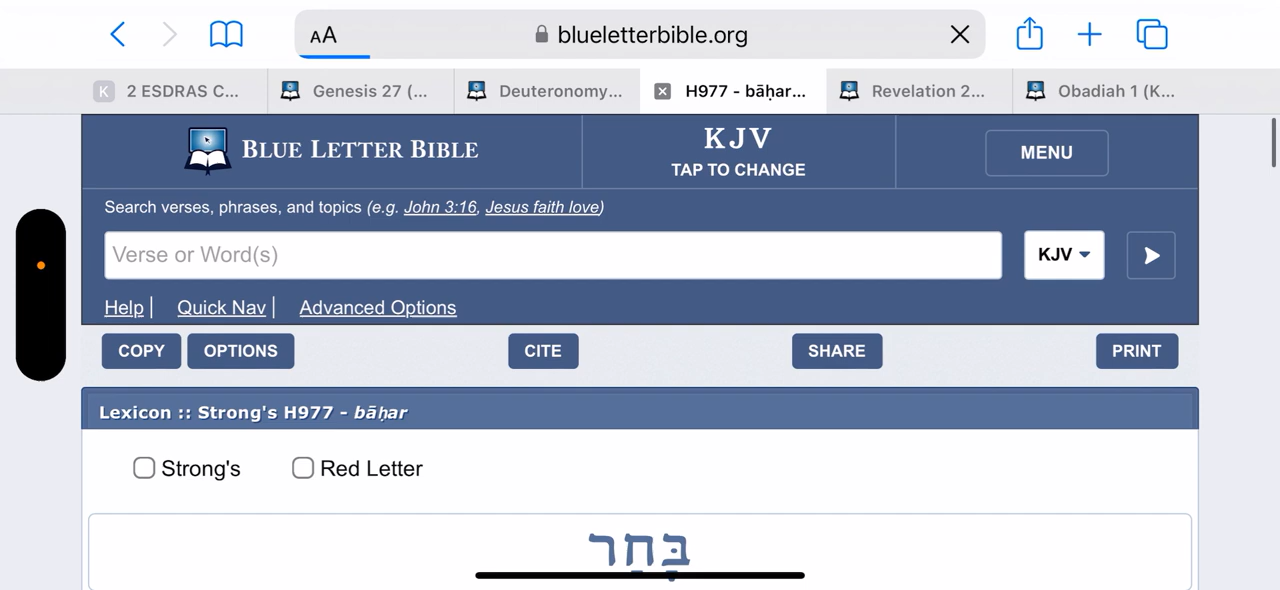 AA blueletterbible.org
K 2 ESDRAS C... Genesis 27 (... Deuteronomy... H977 - bāḥar... Revelation 2... Obadiah 1 (K...
BLUE LETTER BIBLE
KJV
TAP TO CHANGE
MENU
Search verses, phrases, and topics (e.g. John 3:16, Jesus faith love)
Verse or Word(s) KJV
Help| Quick Nav| Advanced Options
COPY OPTIONS CITE SHARE PRINT
Lexicon :: Strong's H977 - bāḥar
Strong's Red Letter
בָּחַר